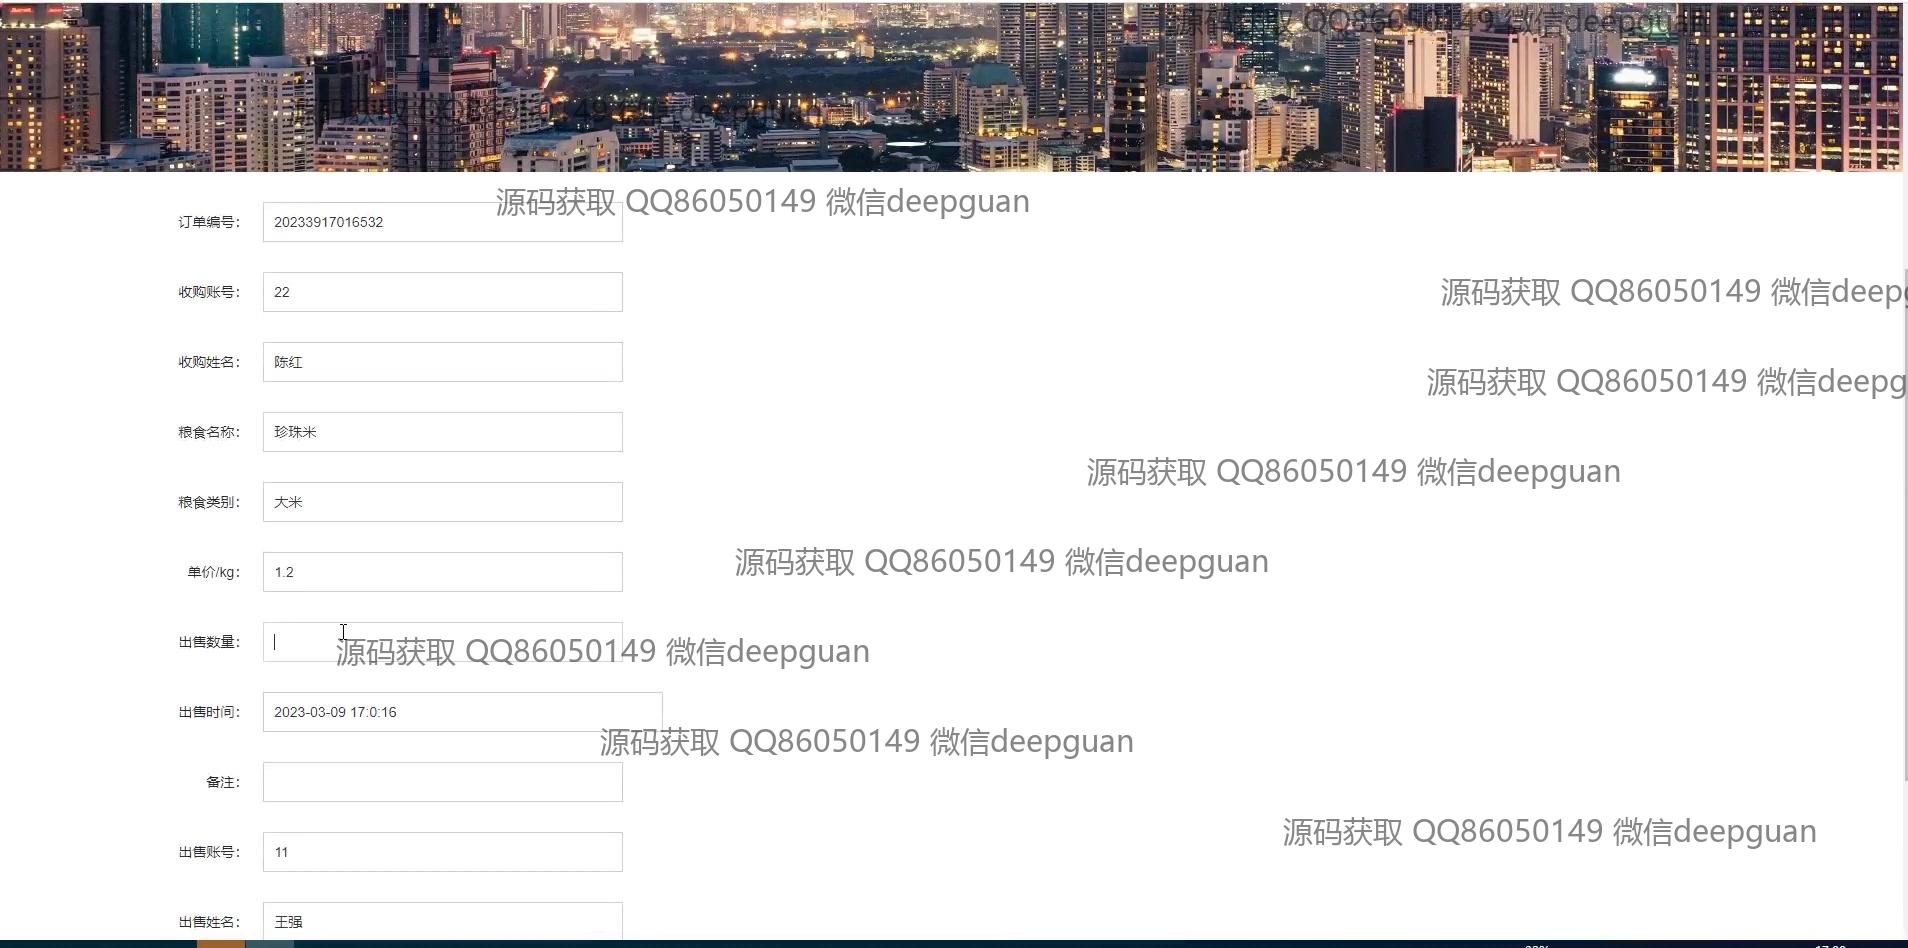 源码获取 QQ86050149 微信deepguan
源码获取 QQ86050149 微信deepguan
源码获取 QQ86050149 微信deepguan
订单编号： 20233917016532
收购账号： 22
源码获取 QQ86050149 微信deep
收购姓名： 陈红
源码获取 QQ86050149 微信deepg
粮食名称： 珍珠米
源码获取 QQ86050149 微信deepguan
粮食类别： 大米
源码获取 QQ86050149 微信deepguan
单价/kg： 1.2
出售数量：
源码获取 QQ86050149 微信deepguan
出售时间： 2023-03-09 17:0:16
源码获取 QQ86050149 微信deepguan
备注：
源码获取 QQ86050149 微信deepguan
出售账号： 11
出售姓名： 王强